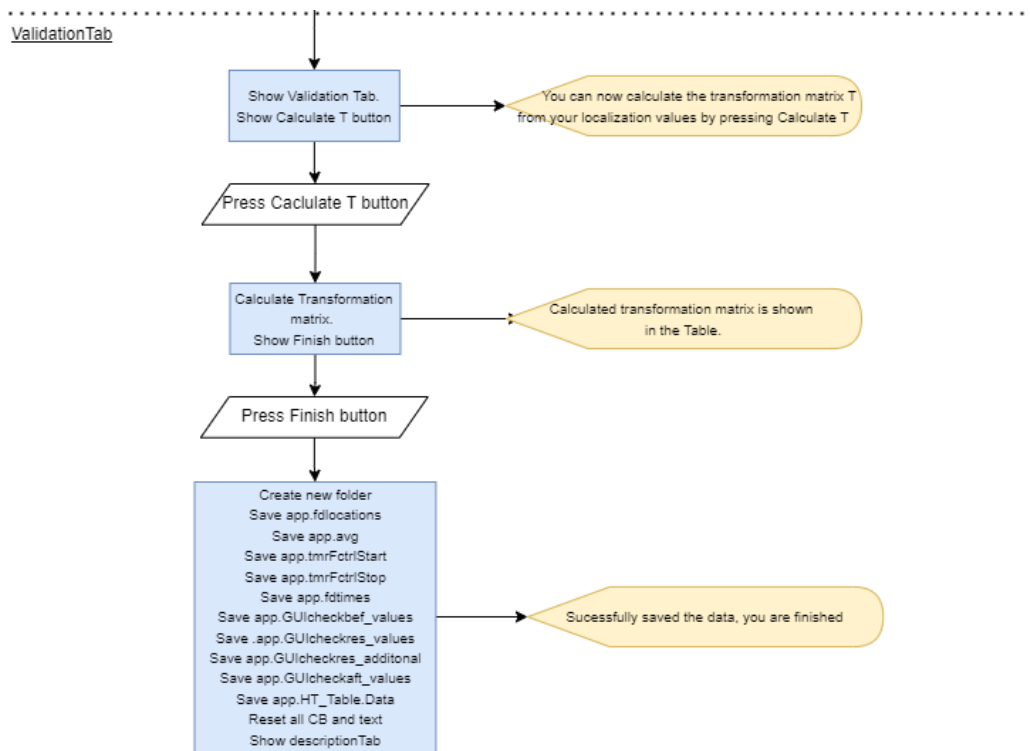 ValidationTab
Show Validation Tab.
Show Calculate T button
You can now calculate the transformation matrix T
from your localization values by pressing Calculate T
Press Caclulate T button
Calculate Transformation
matrix.
Show Finish button
Calculated transformation matrix is shown
in the Table.
Press Finish button
Create new folder
Save app.fdlocations
Save app.avg
Save app.tmrFctrlStart
Save app.tmrFctrlStop
Save app.fdtimes
Save app.GUIcheckbef_values
Save .app.GUIcheckres_values
Save app.GUIcheckres_additonal
Save app.GUIcheckaft_values
Save app.HT_Table.Data
Reset all CB and text
Show descriptionTab
Sucessfully saved the data, you are finished